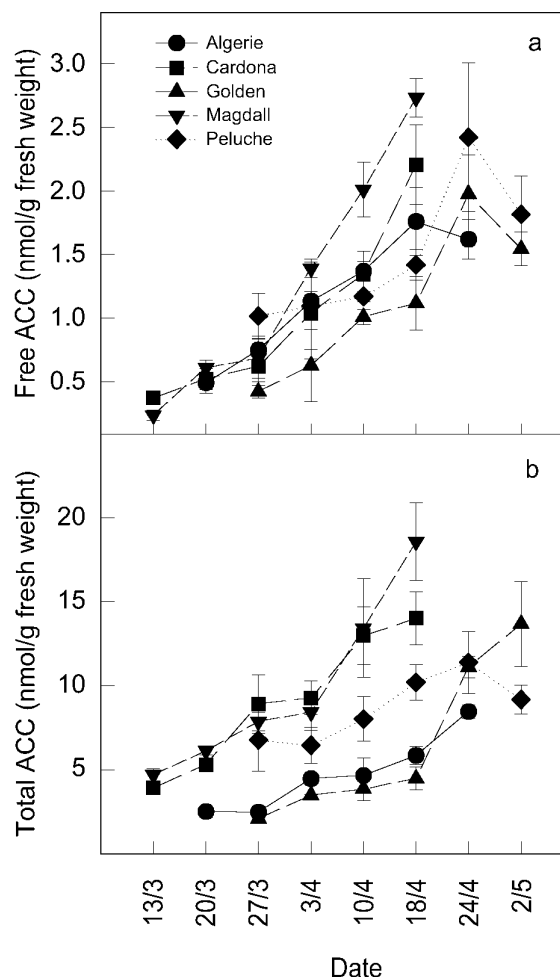 a
Algerie
Cardona
Golden
Magdall
Peluche
Free ACC (nmol/g fresh weight)
3.0
2.5
2.0
1.5
1.0
0.5
b
Total ACC (nmol/g fresh weight)
20
15
10
5
13/3 20/3 27/3 3/4 10/4 18/4 24/4 2/5
Date